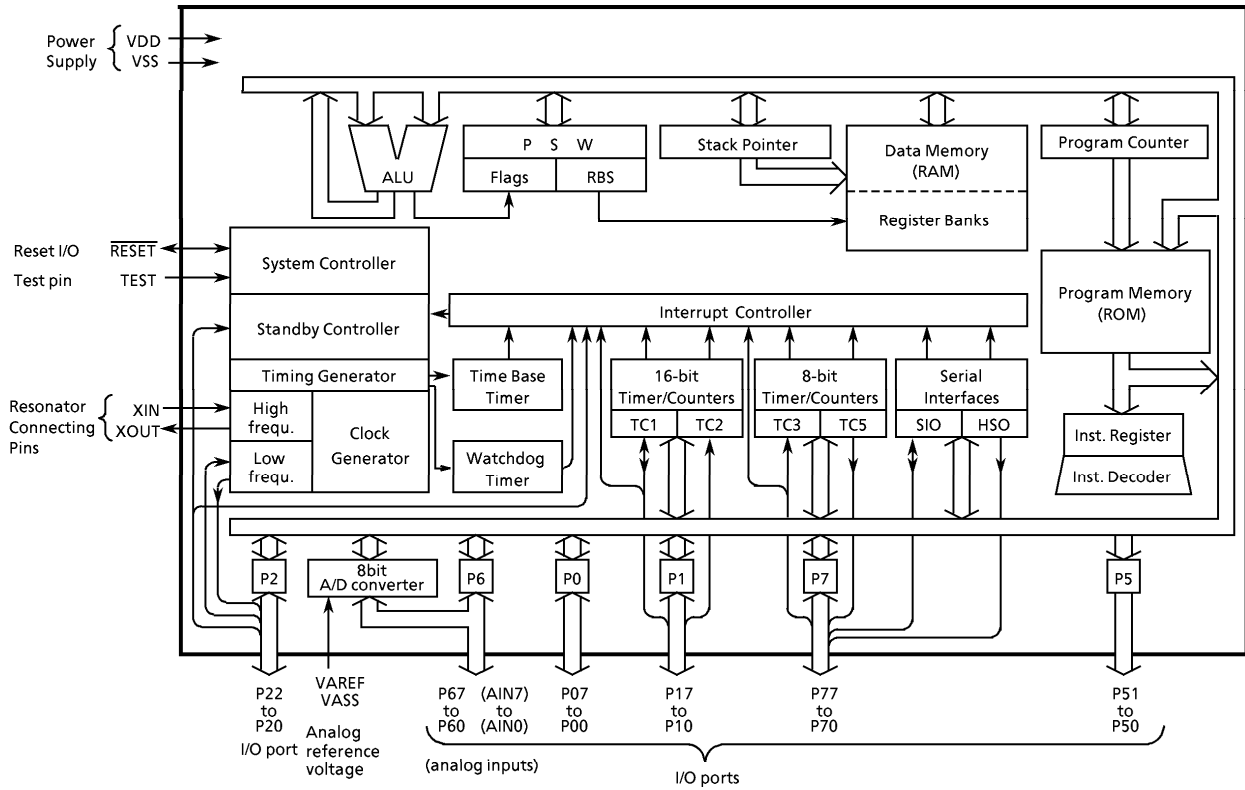 Power
Supply
VDD
VSS
P S W
Stack Pointer
Data Memory
(RAM)
Program Counter
ALU
Flags
RBS
Register Banks
Reset I/O
RESET
Test pin
TEST
System Controller
Standby Controller
Interrupt Controller
Program Memory
(ROM)
Timing Generator
Time Base
Timer
16-bit
Timer/Counters
TC1
TC2
8-bit
Timer/Counters
TC3
TC5
Serial
Interfaces
SIO
HSO
Resonator
Connecting
Pins
XIN
XOUT
High
frequ.
Low
frequ.
Clock
Generator
Watchdog
Timer
Inst. Register
Inst. Decoder
P2
8bit
A/D converter
P6
P0
P1
P7
P5
P22
to
P20
I/O port
VAREF
VASS
Analog
reference
voltage
P67 (AIN7)
to to
P60 (AIN0)
(analog inputs)
P07
to
P00
P17
to
P10
P77
to
P70
P51
to
P50
I/O ports